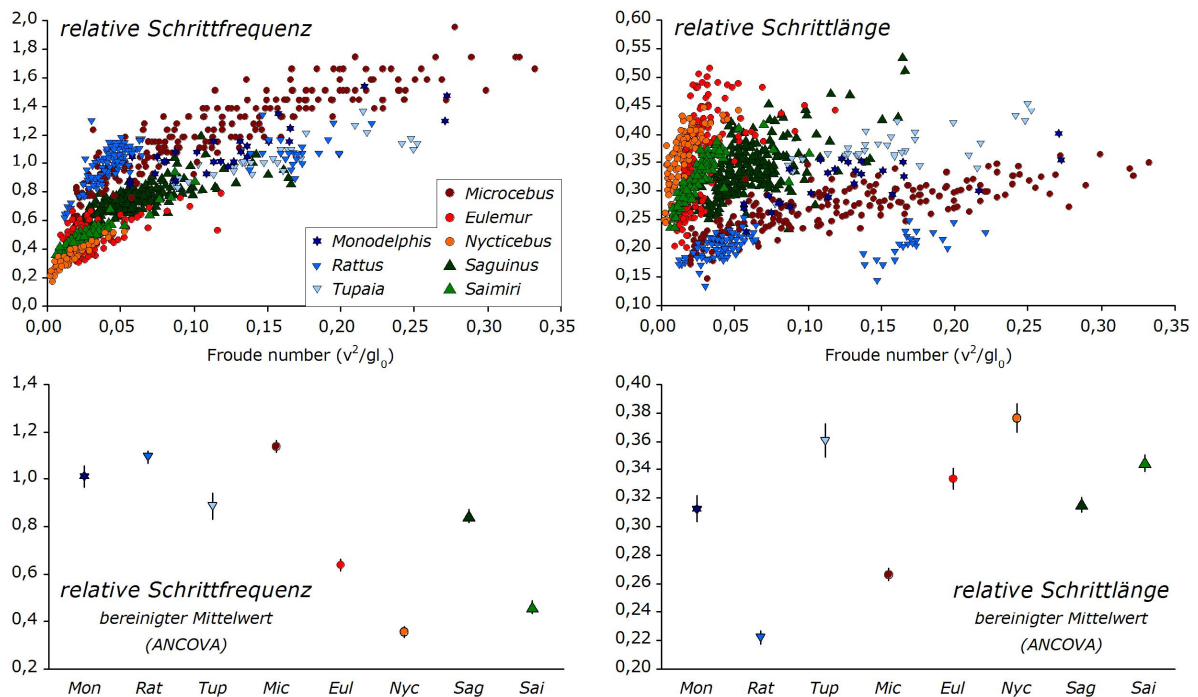 relative Schrittfrequenz
2,0
1,8
1,6
1,4
1,2
1,0
0,8
0,6
0,4
0,2
0,0
0,00 0,05 0,10 0,15 0,20 0,25 0,30 0,35
Froude number (v²/gl₀)
Microcebus
Eulemur
Monodelphis Nycticebus
Rattus Saguinus
Tupaia Saimiri
relative Schrittlänge
0,60
0,55
0,50
0,45
0,40
0,35
0,30
0,25
0,20
0,15
0,10
0,00 0,05 0,10 0,15 0,20 0,25 0,30 0,35
Froude number (v²/gl₀)
1,4
1,2
1,0
0,8
0,6
0,4
0,2
relative Schrittfrequenz
bereinigter Mittelwert
(ANCOVA)
Mon Rat Tup Mic Eul Nyc Sag Sai
0,40
0,38
0,36
0,34
0,32
0,30
0,28
0,26
0,24
0,22
0,20
relative Schrittlänge
bereinigter Mittelwert
(ANCOVA)
Mon Rat Tup Mic Eul Nyc Sag Sai